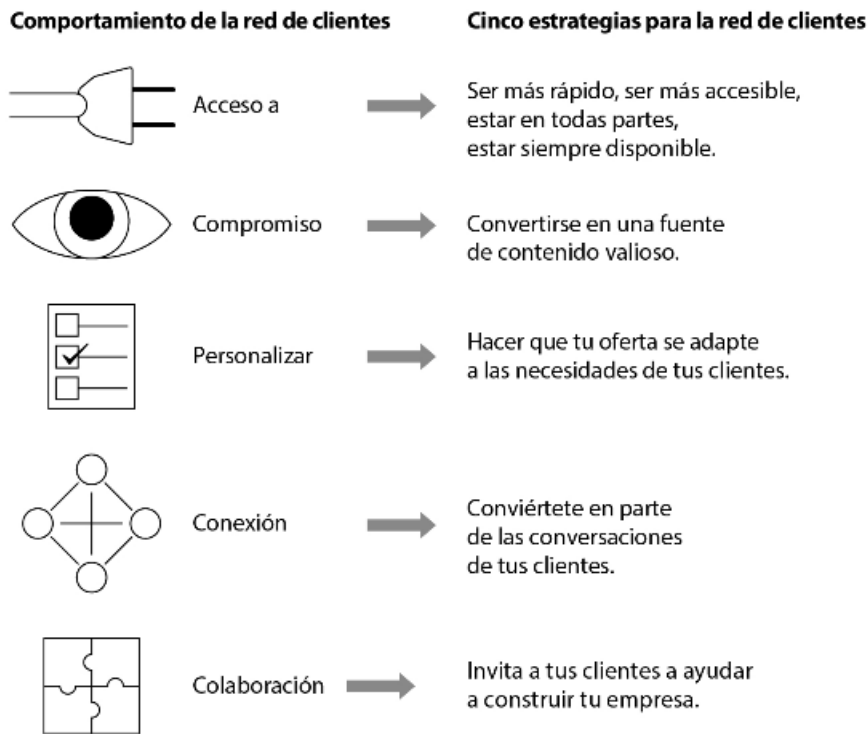 Comportamiento de la red de clientes
Cinco estrategias para la red de clientes
Acceso a
Ser más rápido, ser más accesible,
estar en todas partes,
estar siempre disponible.
Compromiso
Convertirse en una fuente
de contenido valioso.
Personalizar
Hacer que tu oferta se adapte
a las necesidades de tus clientes.
Conexión
Conviértete en parte
de las conversaciones
de tus clientes.
Colaboración
Invita a tus clientes a ayudar
a construir tu empresa.